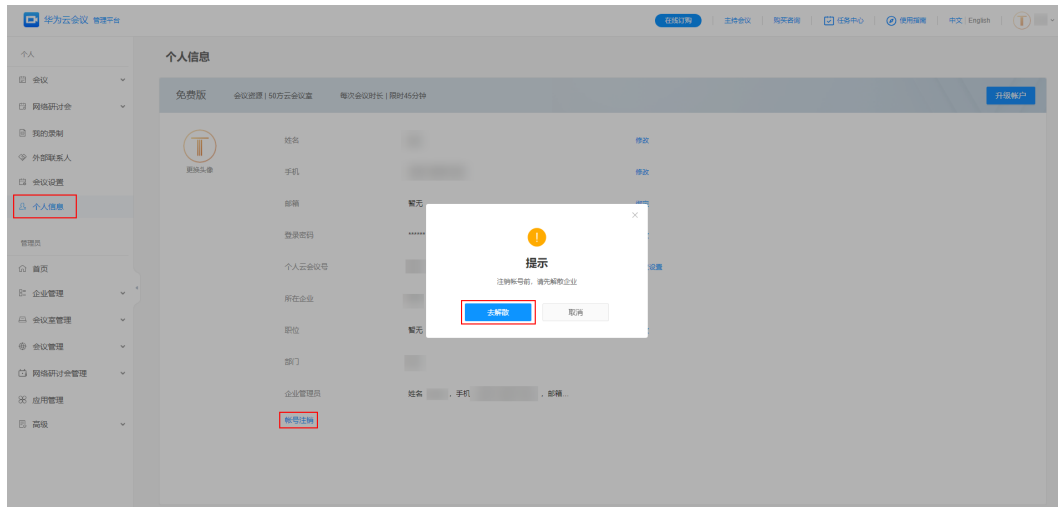 华为云会议 管理平台
在线订购 主持会议 购买咨询 任务中心 使用指南 中文 English
个人
会议
网络研讨会
我的录制
外部联系人
会议设置
个人信息
管理员
首页
企业管理
会议室管理
会议管理
网络研讨会管理
应用管理
高级
个人信息
免费版 会议资源 | 50方云会议室 每次会议时长 | 限时45分钟 升级帐户
更换头像
姓名 修改
手机 修改
邮箱 暂无
登录密码 ******
个人云会议号 设置
所在企业
职位 暂无
部门
企业管理员 姓名 ，手机 ，邮箱...
帐号注销
提示
注销帐号前，请先解散企业
去解散 取消